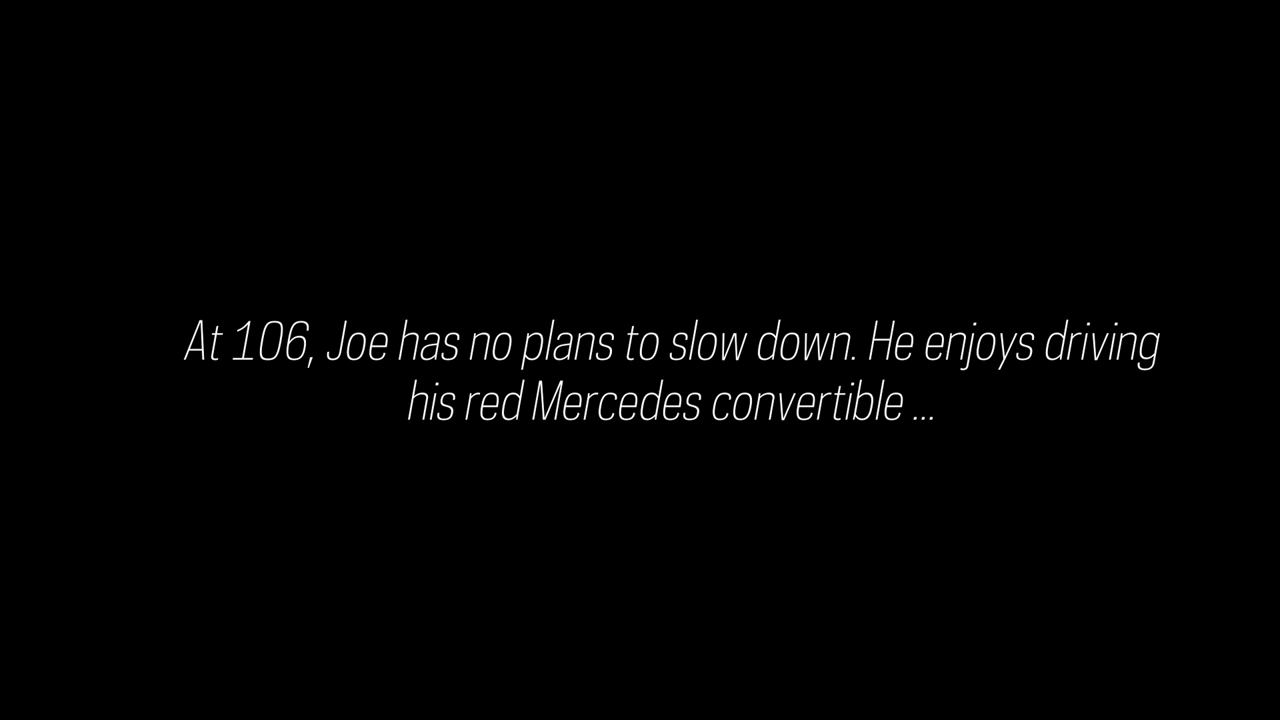 At 106, Joe has no plans to slow down. He enjoys driving
his red Mercedes convertible ...